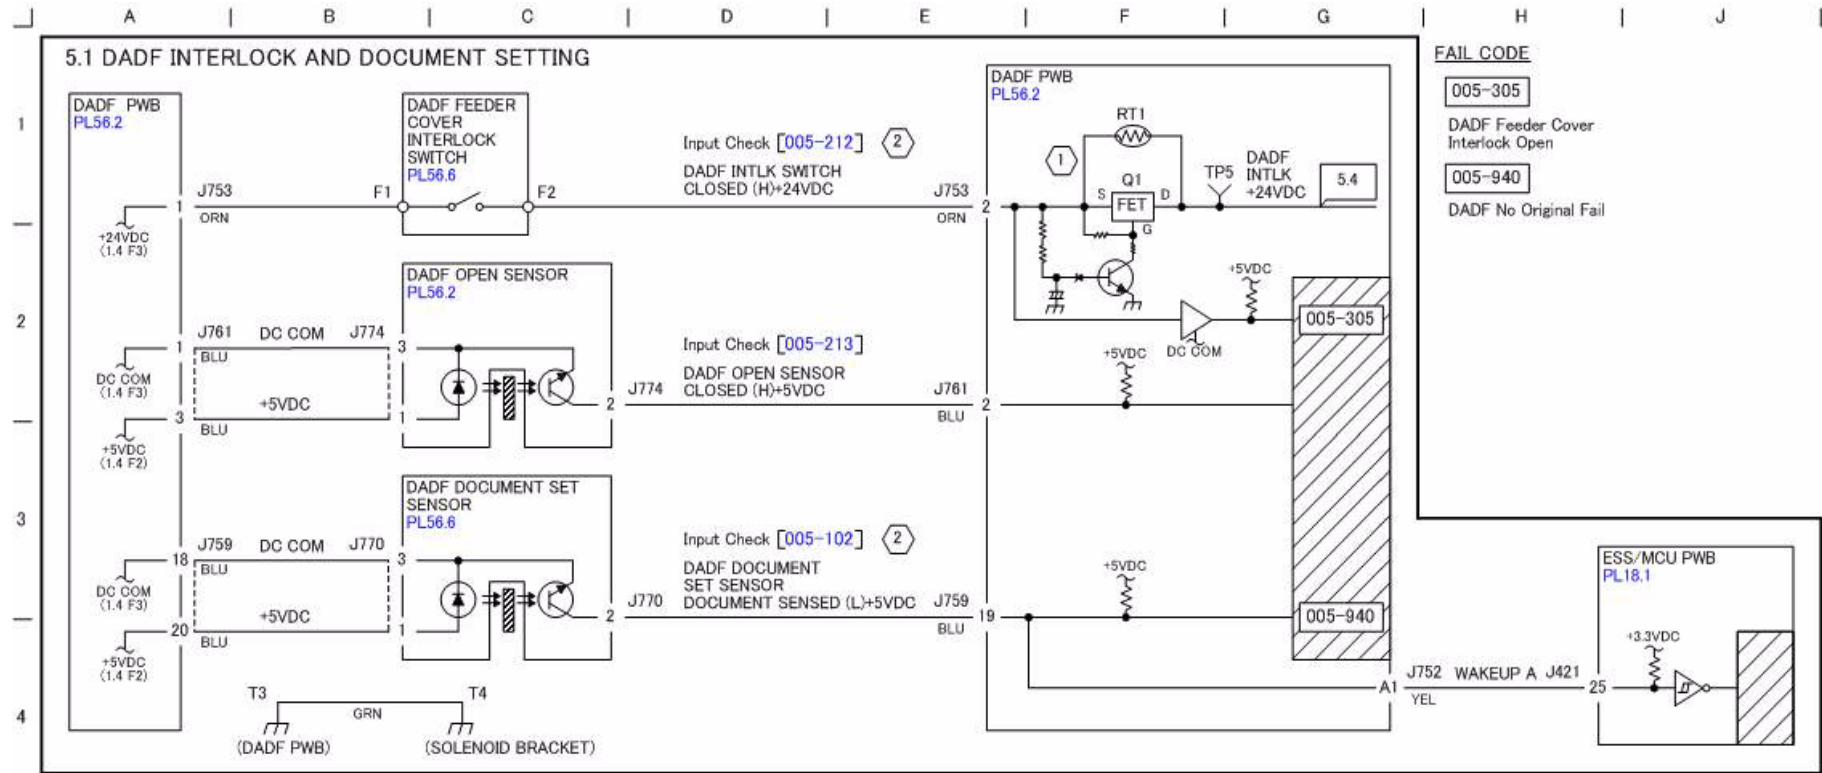 A | B | C | D | E | F | G | H | J
5.1 DADF INTERLOCK AND DOCUMENT SETTING
FAIL CODE
005-305
DADF Feeder Cover
Interlock Open
005-940
DADF No Original Fail
1
2
3
4
DADF PWB
PL56.2
1
J753
ORN
+24VDC
(1.4 F3)
DADF FEEDER
COVER
INTERLOCK
SWITCH
PL56.6
F1
F2
Input Check [005-212] 2
DADF INTLK SWITCH
CLOSED (H)+24VDC
J753
ORN
2
DADF PWB
PL56.2
RT1
1
Q1
S
FET
D
G
TP5
DADF
INTLK
+24VDC
5.4
+5VDC
DC COM
005-305
1
J761
BLU
DC COM
J774
3
DC COM
(1.4 F3)
+5VDC
3
BLU
1
+5VDC
(1.4 F2)
DADF OPEN SENSOR
PL56.2
2
J774
Input Check [005-213]
DADF OPEN SENSOR
CLOSED (H)+5VDC
J761
BLU
2
+5VDC
18
J759
BLU
DC COM
J770
3
DC COM
(1.4 F3)
+5VDC
20
BLU
1
+5VDC
(1.4 F2)
DADF DOCUMENT SET
SENSOR
PL56.6
2
J770
Input Check [005-102] 2
DADF DOCUMENT
SET SENSOR
DOCUMENT SENSED (L)+5VDC
J759
BLU
19
+5VDC
005-940
A1
J752
YEL
WAKEUP A
J421
25
ESS/MCU PWB
PL18.1
+3.3VDC
T3
GRN
T4
(DADF PWB)
(SOLENOID BRACKET)